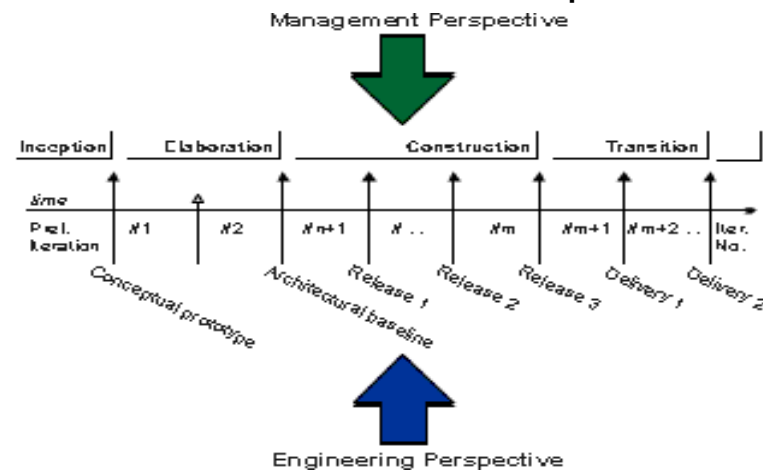 Management Perspective
Inception Elaboration Construction Transition
time
Prel. Iteration #1 #2 #n+1 #.. #m #m+1 #m+2 .. Iter. No.
Conceptual prototype
Architectural baseline
Release 1
Release 2
Release 3
Delivery 1
Delivery 2
Engineering Perspective